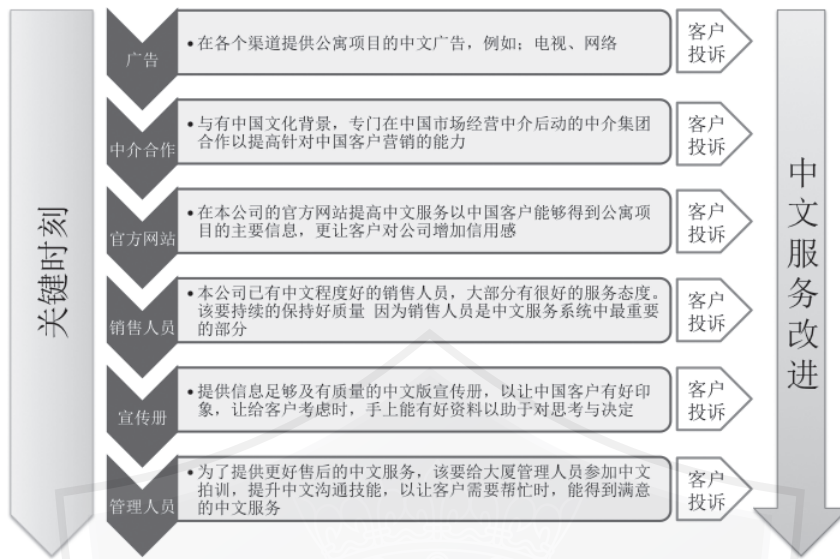 关键时刻
广告
•在各个渠道提供公寓项目的中文广告，例如；电视、网络
客户
投诉
中介合作
•与有中国文化背景，专门在中国市场经营中介后动的中介集团
合作以提高针对中国客户营销的能力
客户
投诉
官方网站
•在本公司的官方网站提高中文服务以中国客户能够得到公寓项
目的主要信息，更让客户对公司增加信用感
客户
投诉
销售人员
•本公司已有中文程度好的销售人员，大部分有很好的服务态度。
该要持续的保持好质量 因为销售人员是中文服务系统中最重要
的部分
客户
投诉
宣传册
•提供信息足够及有质量的中文版宣传册，以让中国客户有好印
象，让给客户考虑时，手上能有好资料以助于对思考与决定
客户
投诉
管理人员
•为了提供更好售后的中文服务，该要给大厦管理人员参加中文
拍训，提升中文沟通技能，以让客户需要帮忙时，能得到满意
的中文服务
客户
投诉
中文服务改进